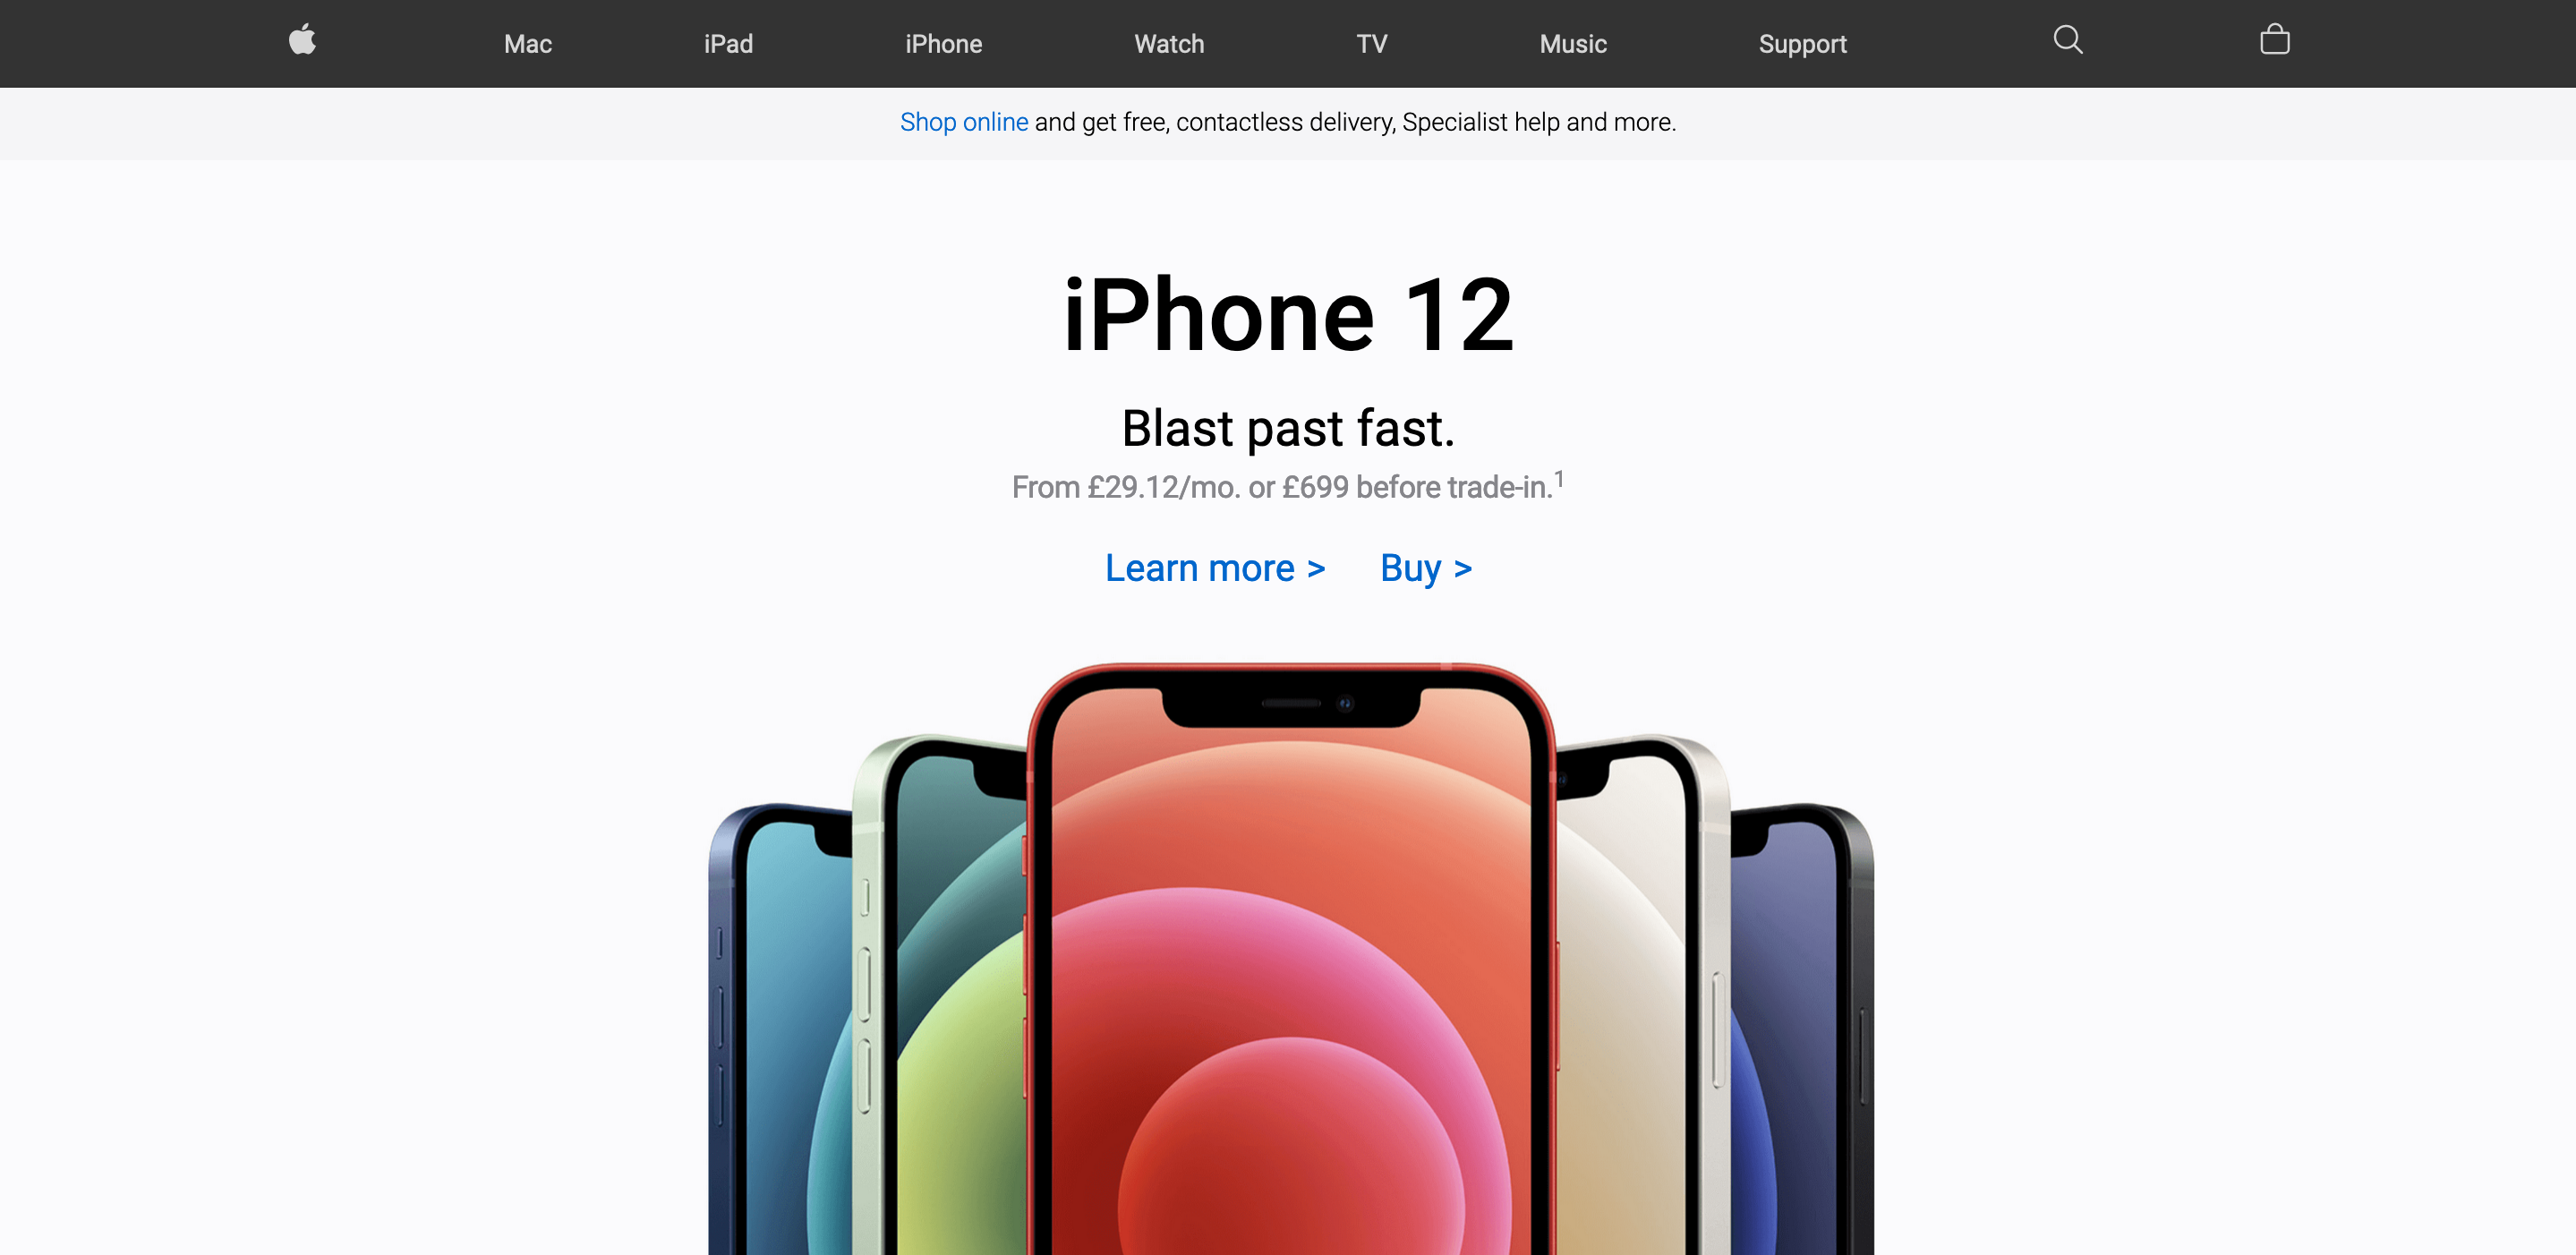 Mac iPad iPhone Watch TV Music Support
Shop online and get free, contactless delivery, Specialist help and more.
iPhone 12
Blast past fast.
From £29.12/mo. or £699 before trade-in.¹
Learn more > Buy >